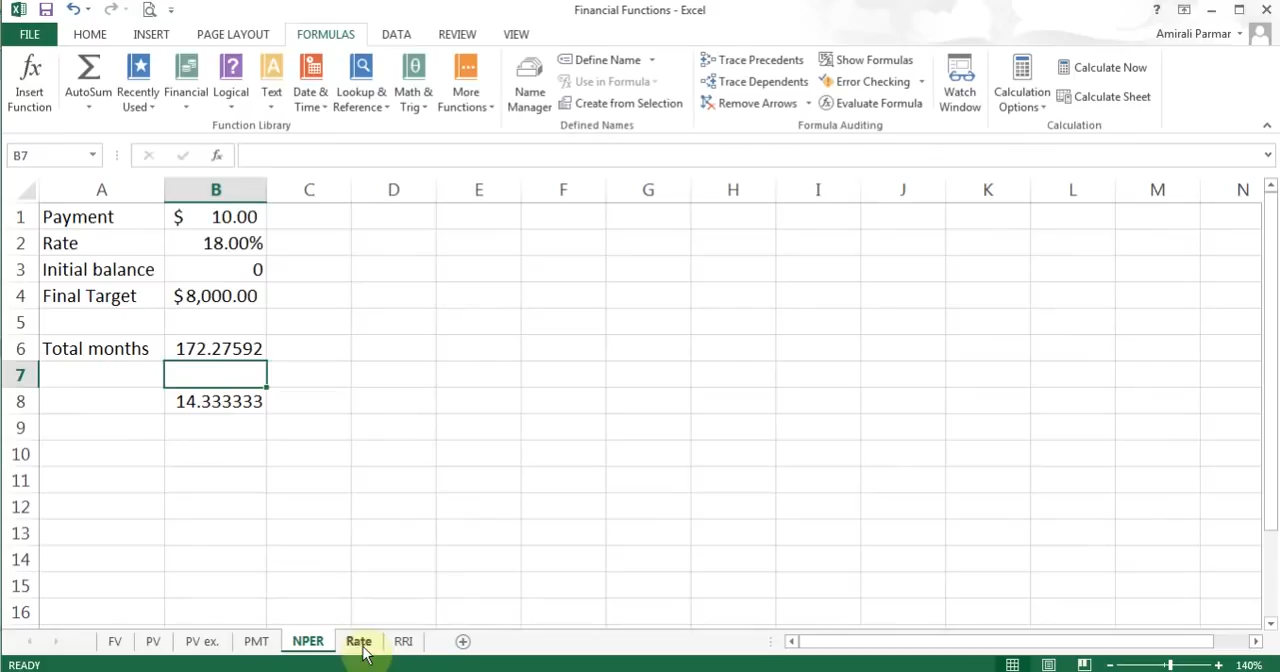 Financial Functions - Excel
?
FILE HOME INSERT PAGE LAYOUT FORMULAS DATA REVIEW VIEW Amirali Parmar
fx Insert Function
Σ AutoSum
Recently Used
Financial
Logical
Text
Date & Time
Lookup & Reference
Math & Trig
More Functions
Function Library
Name Manager
Define Name
Use in Formula
Create from Selection
Defined Names
Trace Precedents
Trace Dependents
Remove Arrows
Show Formulas
Error Checking
Evaluate Formula
Watch Window
Formula Auditing
Calculation Options
Calculate Now
Calculate Sheet
Calculation
B7 fx
A B C D E F G H I J K L M N
1 Payment $ 10.00
2 Rate 18.00%
3 Initial balance 0
4 Final Target $8,000.00
5
6 Total months 172.27592
7
8 14.333333
9
10
11
12
13
14
15
16
FV PV PV ex. PMT NPER Rate RRI
READY 140%